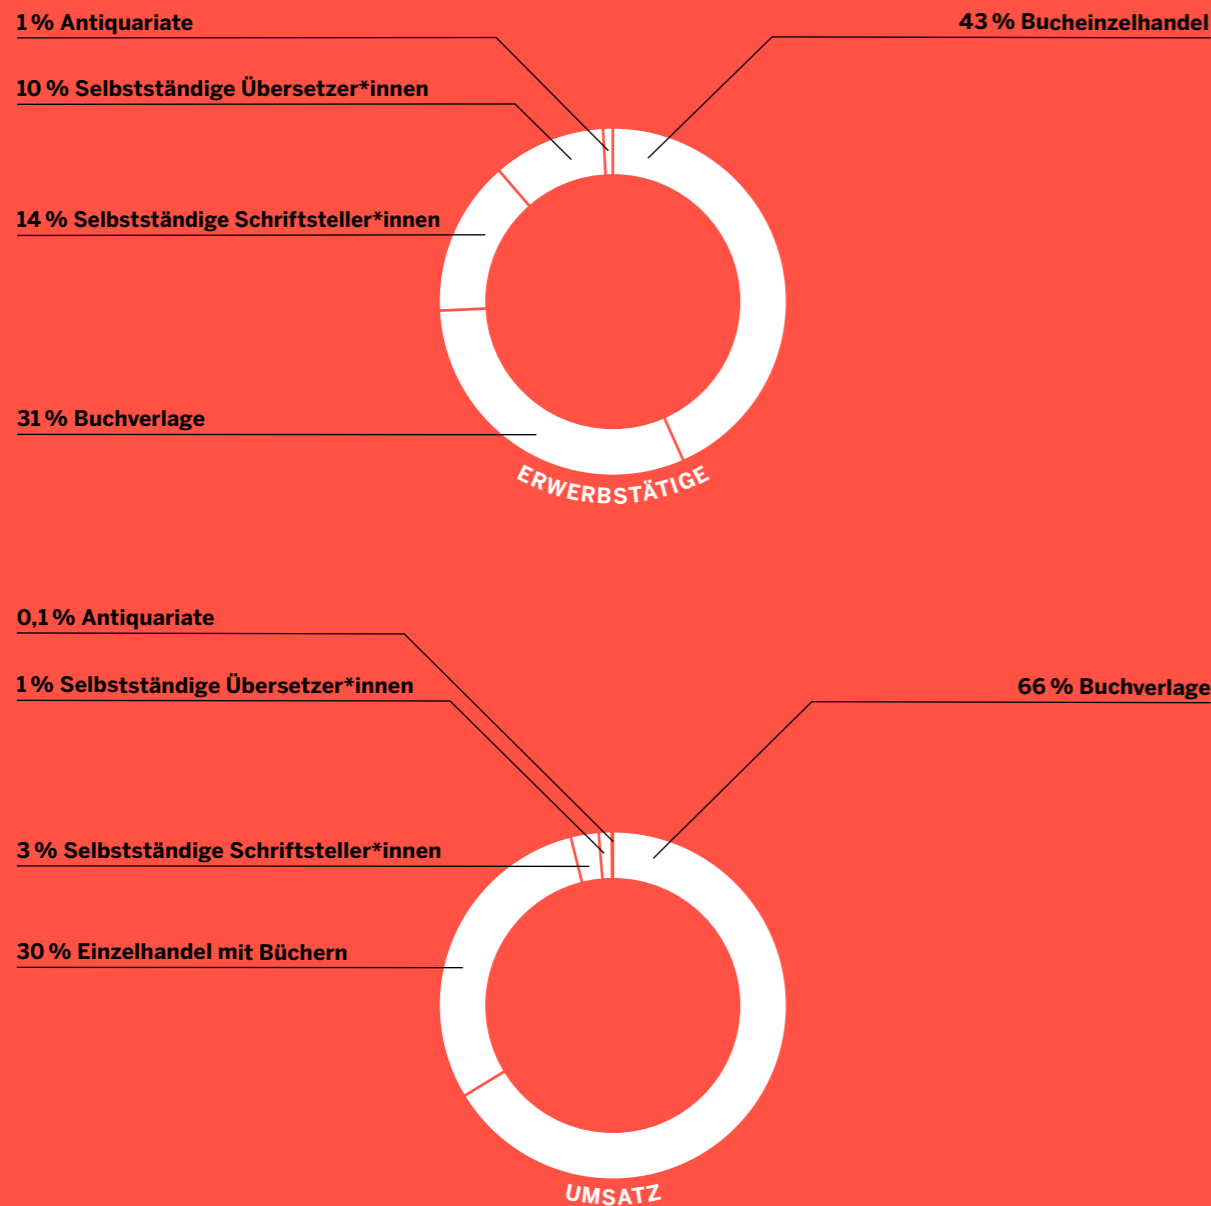 1 % Antiquariate
43 % Bucheinzelhandel
10 % Selbstständige Übersetzer*innen
14 % Selbstständige Schriftsteller*innen
31 % Buchverlage
ERWERBSTÄTIGE
0,1 % Antiquariate
1 % Selbstständige Übersetzer*innen
66 % Buchverlage
3 % Selbstständige Schriftsteller*innen
30 % Einzelhandel mit Büchern
UMSATZ